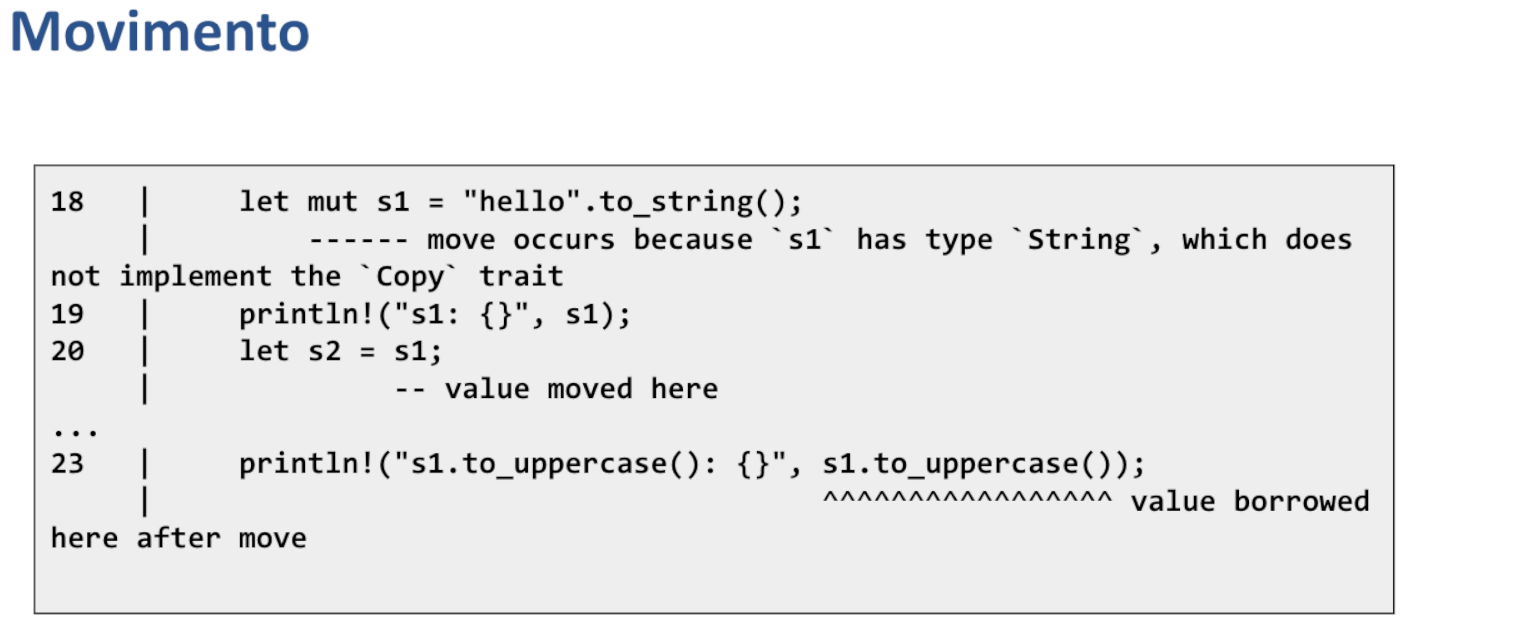 Movimento
18   |     let mut s1 = "hello".to_string();
     |         ------ move occurs because `s1` has type `String`, which does
not implement the `Copy` trait
19   |     println!("s1: {}", s1);
20   |     let s2 = s1;
     |              -- value moved here
...
23   |     println!("s1.to_uppercase(): {}", s1.to_uppercase());
     |                                       ^^^^^^^^^^^^^^^^^ value borrowed
here after move